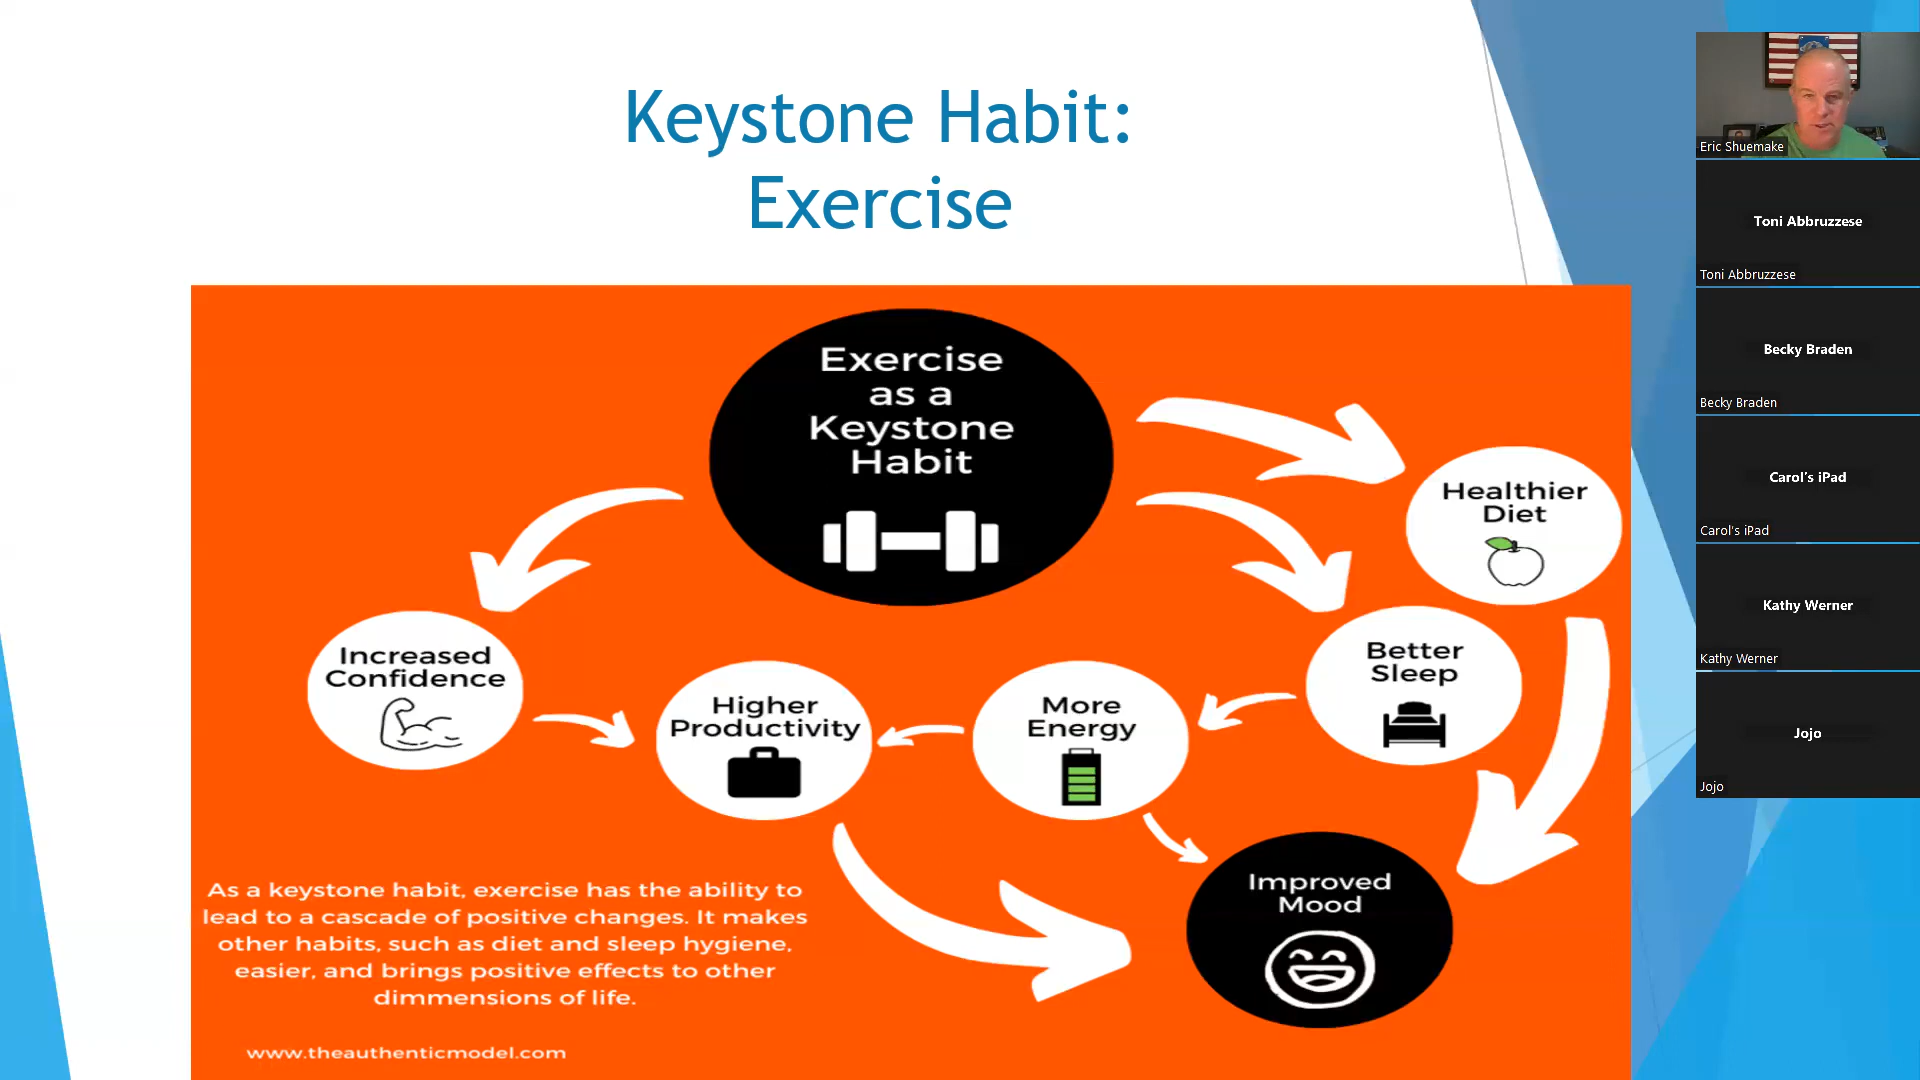 Keystone Habit:
Exercise
Exercise
as a
Keystone
Habit
Healthier
Diet
Increased
Confidence
Higher
Productivity
More
Energy
Better
Sleep
Improved
Mood
As a keystone habit, exercise has the ability to
lead to a cascade of positive changes. It makes
other habits, such as diet and sleep hygiene,
easier, and brings positive effects to other
dimmensions of life.
www.theauthenticmodel.com
Eric Shuemake
Toni Abbruzzese
Toni Abbruzzese
Becky Braden
Becky Braden
Carol's iPad
Carol's iPad
Kathy Werner
Kathy Werner
Jojo
Jojo